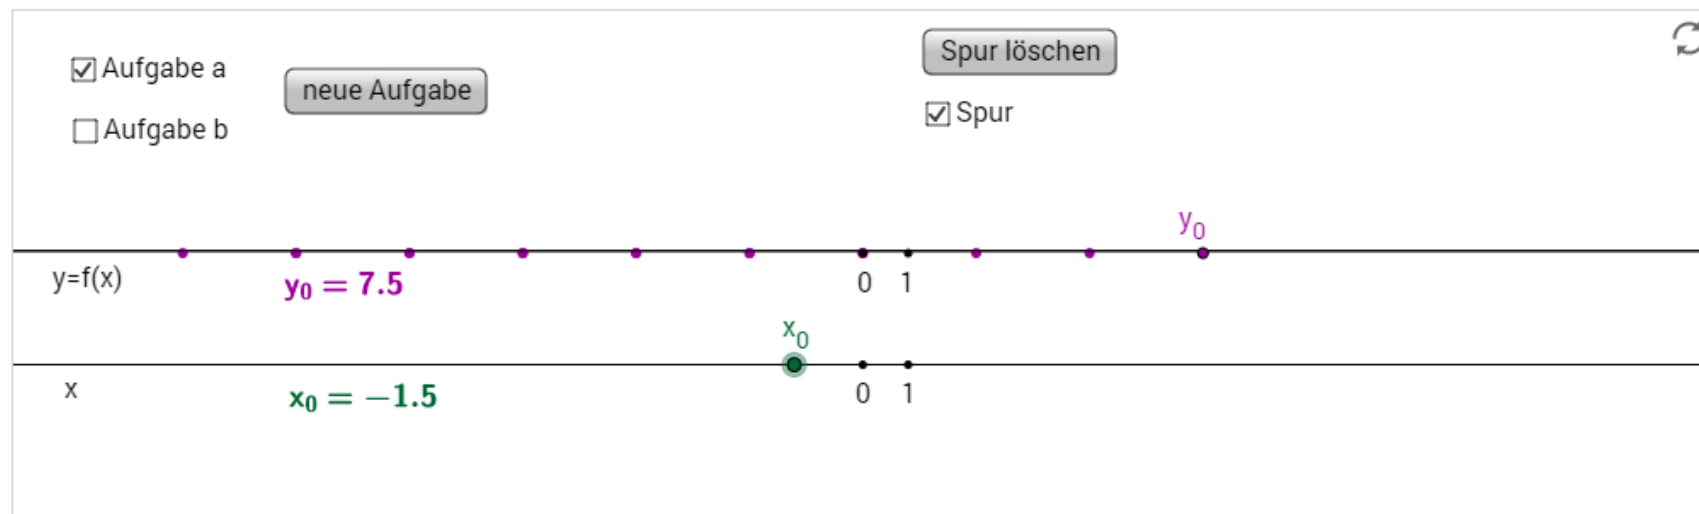 Aufgabe a
neue Aufgabe
Aufgabe b
Spur löschen
Spur
y₀
y=f(x)
y₀ = 7.5
0 1
x₀
x
x₀ = −1.5
0 1